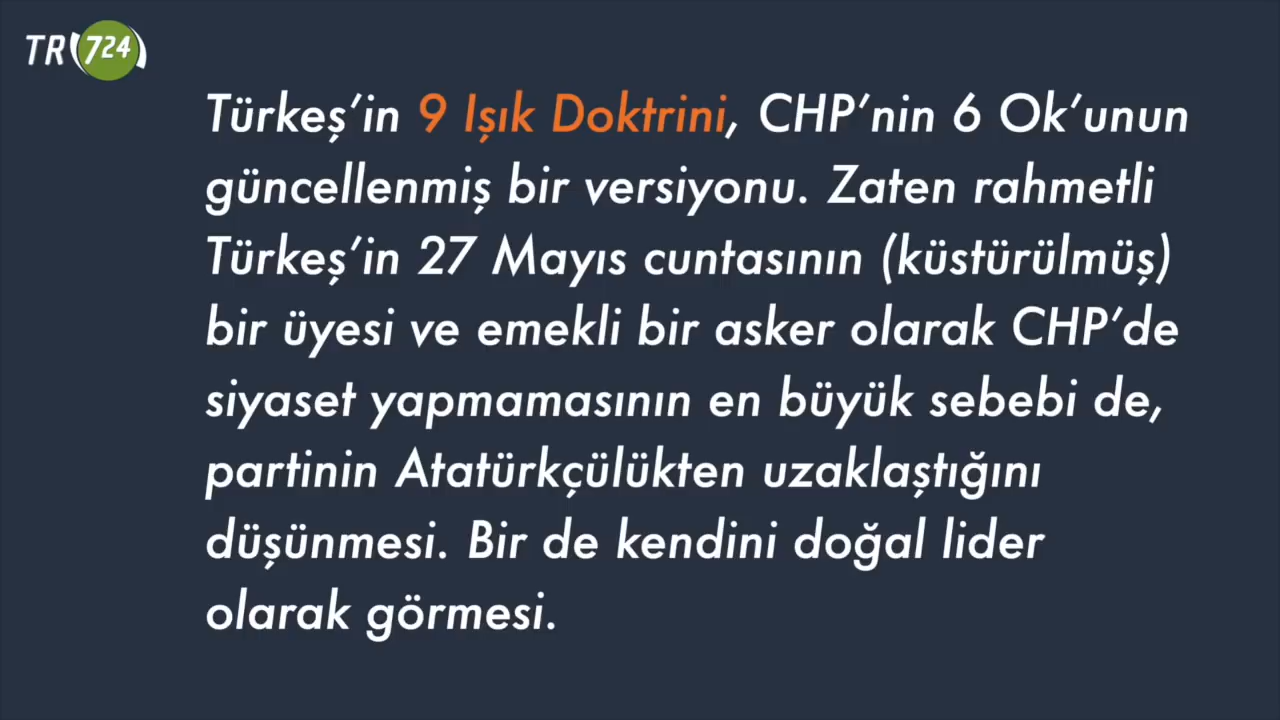 TR724
Türkeş’in 9 Işık Doktrini, CHP’nin 6 Ok’unun
güncellenmiş bir versiyonu. Zaten rahmetli
Türkeş’in 27 Mayıs cuntasının (küstürülmüş)
bir üyesi ve emekli bir asker olarak CHP’de
siyaset yapmamasının en büyük sebebi de,
partinin Atatürkçülükten uzaklaştığını
düşünmesi. Bir de kendini doğal lider
olarak görmesi.